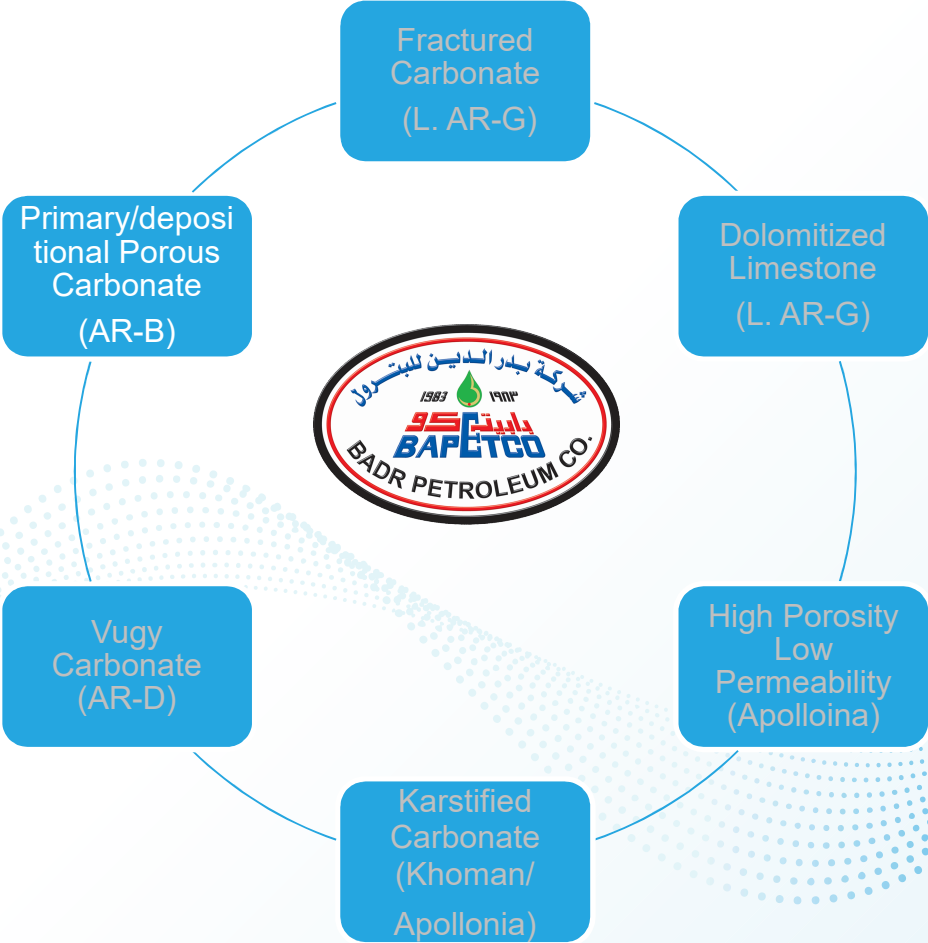 Fractured
Carbonate
(L. AR-G)
Primary/deposi
tional Porous
Carbonate
(AR-B)
Dolomitized
Limestone
(L. AR-G)
شركة بدر الدين للبترول
1983
١٩٨٣
بابيتكو
BAPETCO
BADR PETROLEUM CO.
Vugy
Carbonate
(AR-D)
High Porosity
Low
Permeability
(Apolloina)
Karstified
Carbonate
(Khoman/
Apollonia)